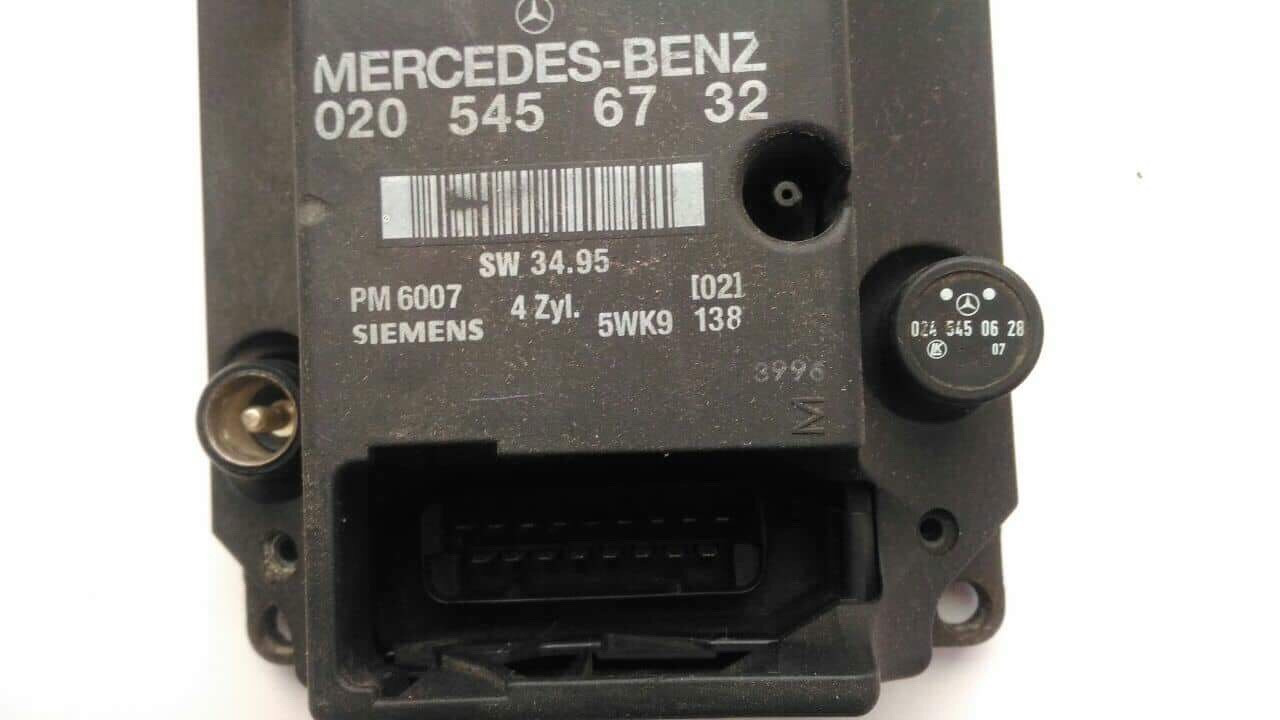 MERCEDES-BENZ
020 545 67 32
SW 34.95
PM 6007 4 Zyl. [02]
SIEMENS 5WK9 138
3996
M
024 545 06 28
07